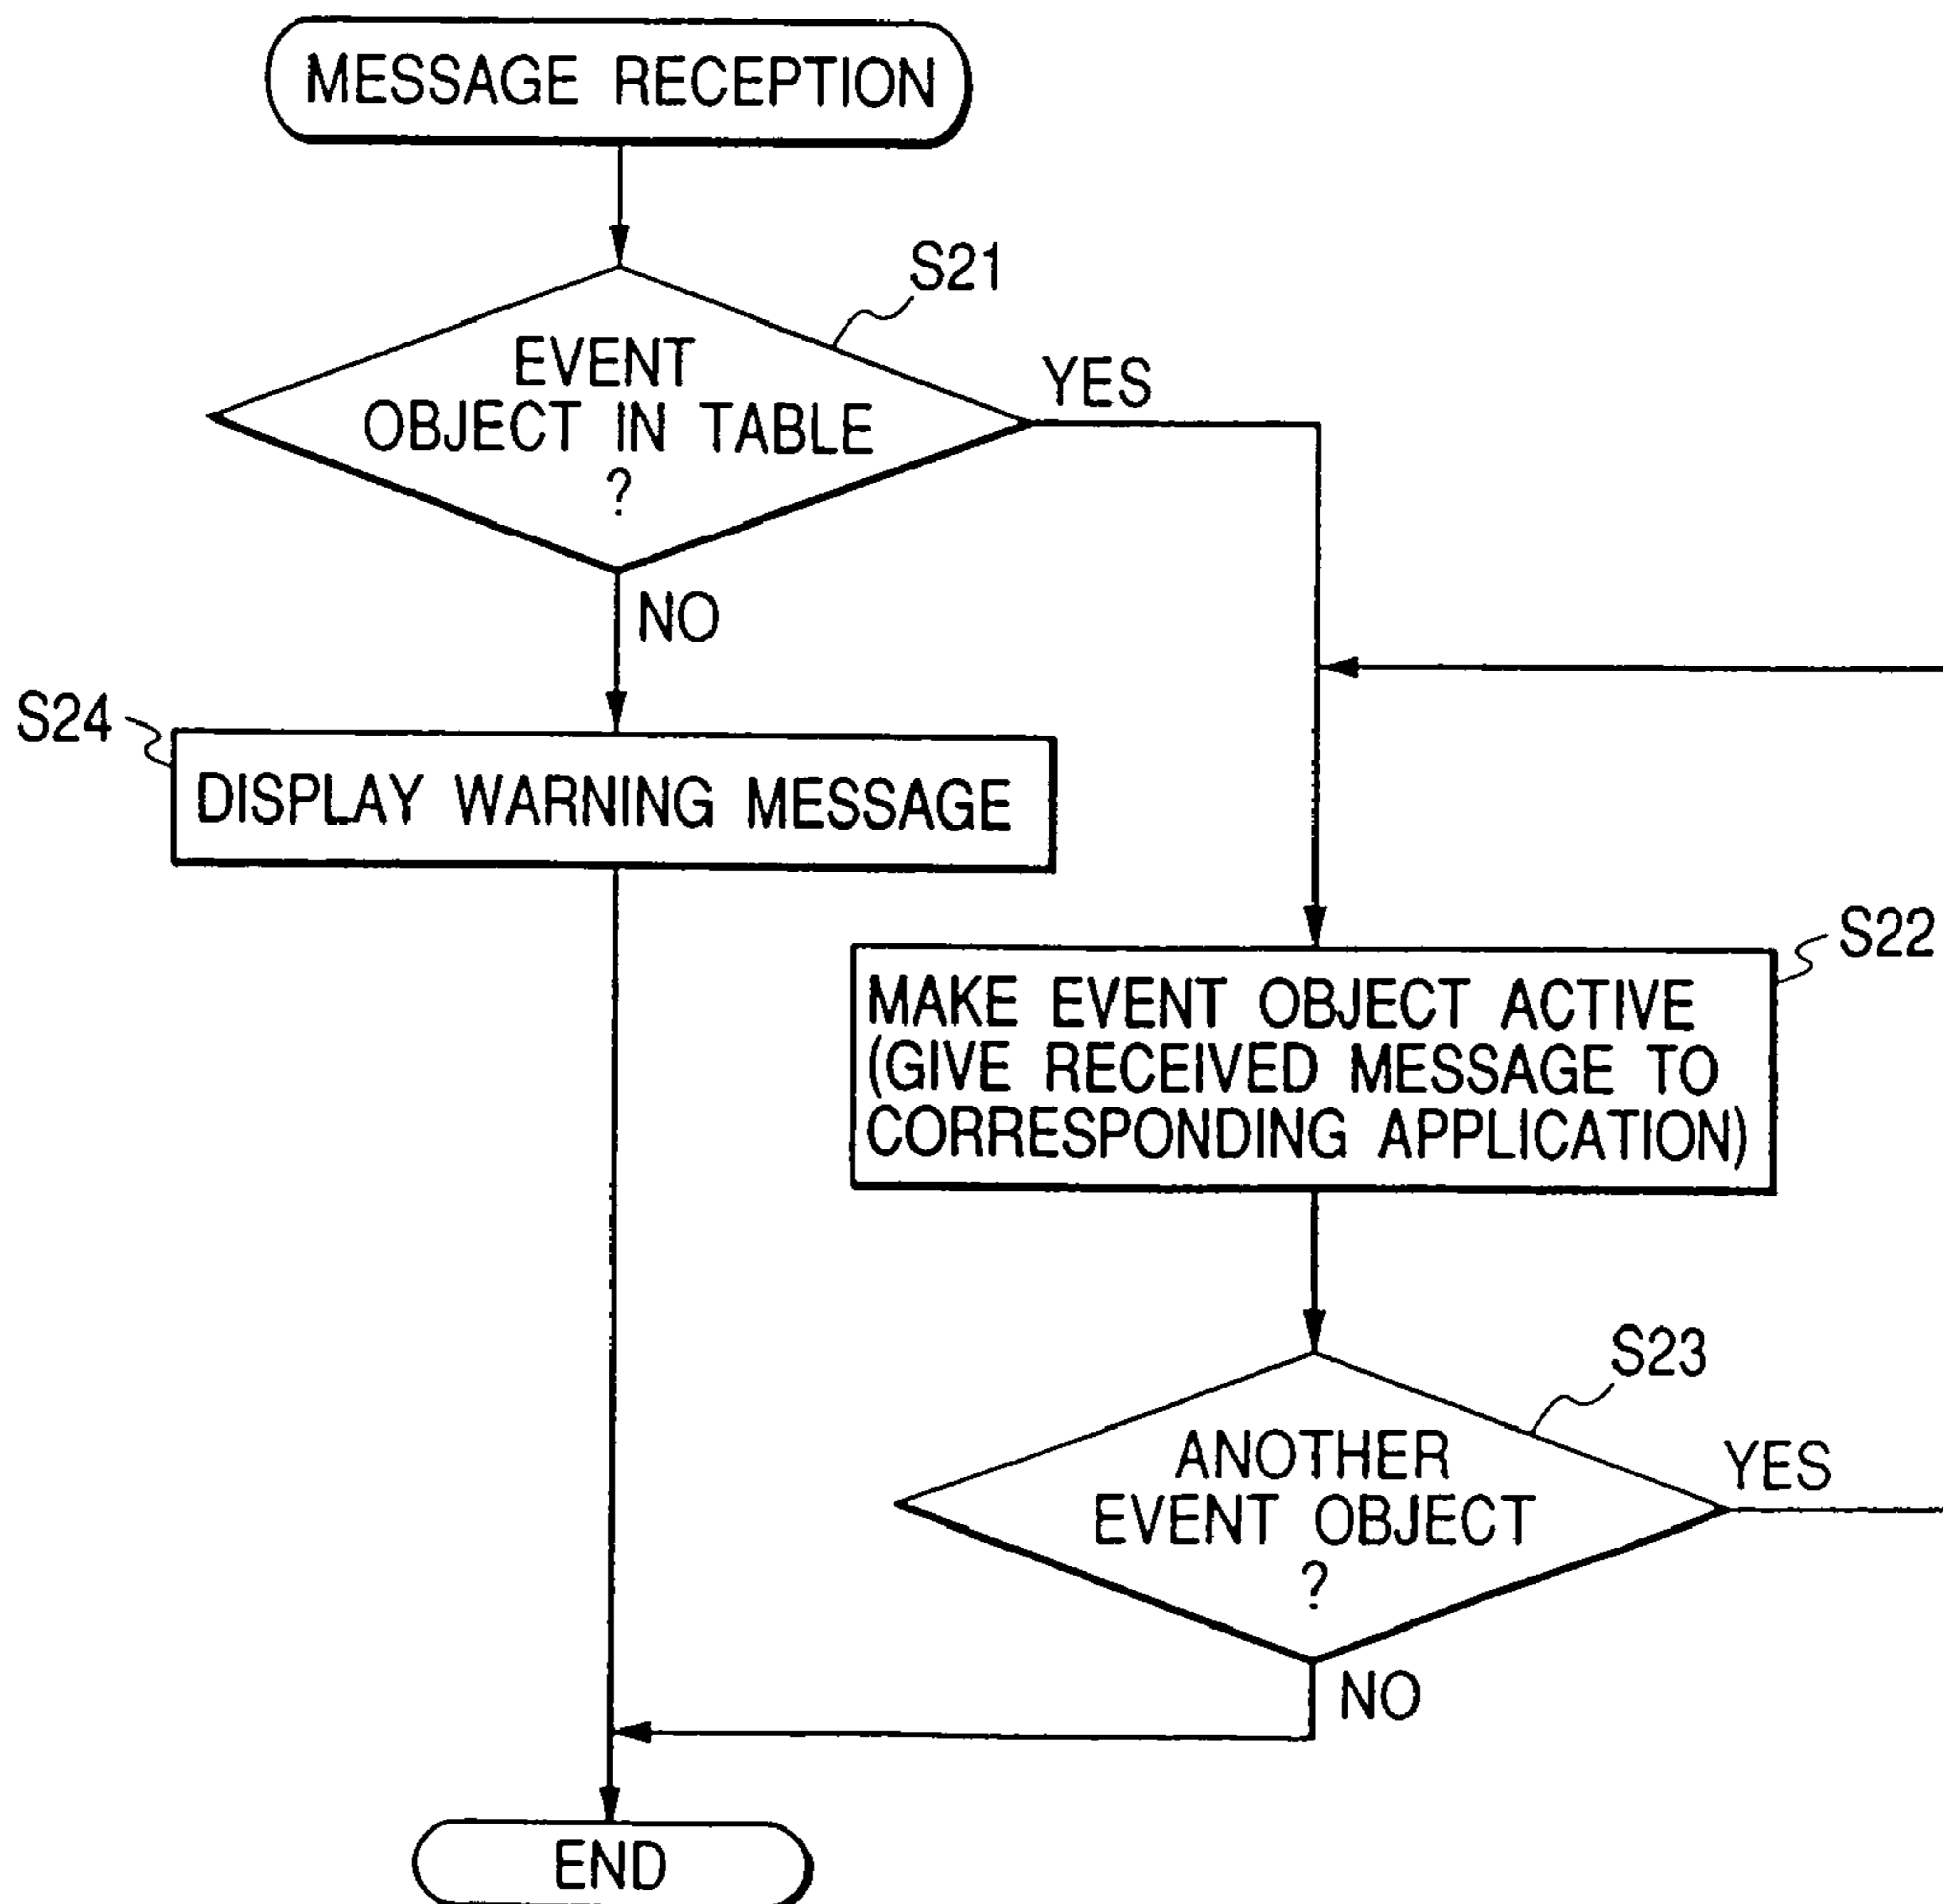 MESSAGE RECEPTION
S21
EVENT
OBJECT IN TABLE
?
YES
NO
S24
DISPLAY WARNING MESSAGE
S22
MAKE EVENT OBJECT ACTIVE
(GIVE RECEIVED MESSAGE TO
CORRESPONDING APPLICATION)
S23
ANOTHER
EVENT OBJECT
?
YES
NO
END